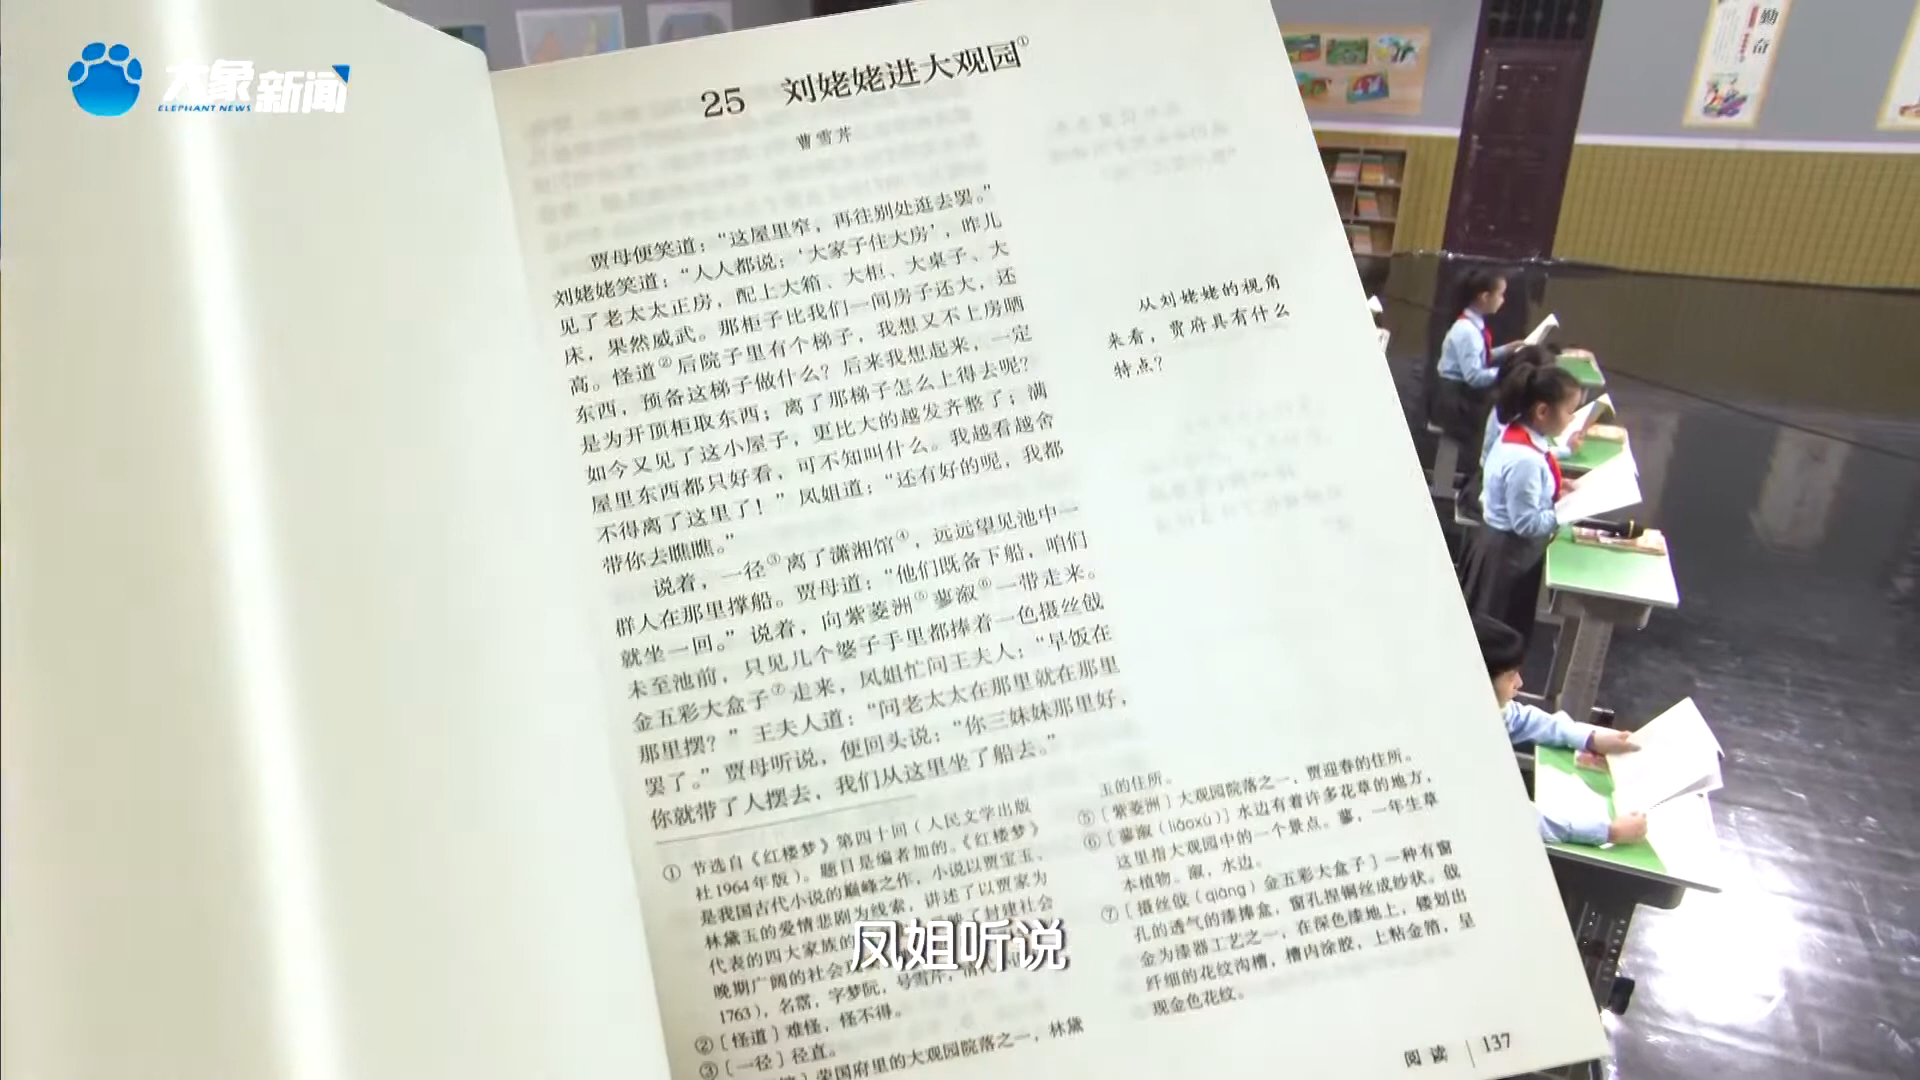 大象新闻
ELEPHANT NEWS
勤奋
25 刘姥姥进大观园①
曹雪芹
贾母便笑道：“这屋里窄，再往别处逛去罢。”
刘姥姥笑道：“人人都说：‘大家子住大房’，昨儿
见了老太太正房，配上大箱、大柜、大桌子、大
床，果然威武。那柜子比我们一间房子还大，还
高。怪道②后院子里有个梯子，我想又不上房晒
东西，预备这梯子做什么？后来我想起来，一定
是为开顶柜取东西；离了那梯子怎么上得去呢？
如今又见了这小屋子，更比大的越发齐整了；满
屋里东西都只好看，可不知叫什么。我越看越舍
不得离了这里了！”凤姐道：“还有好的呢，我都
带你去瞧瞧。”
说着，一径③离了潇湘馆④，远远望见池中一
群人在那里撑船。贾母道：“他们既备下船，咱们
就坐一回。”说着，向紫菱洲⑤蓼溆⑥一带走来。
未至池前，只见几个婆子手里都捧着一色摄丝戗
金五彩大盒子⑦走来，凤姐忙问王夫人：“早饭在
那里摆？”王夫人道：“问老太太在那里就在那里
罢了。”贾母听说，便回头说：“你三妹妹那里好，
你就带了人摆去，我们从这里坐了船去。”
从刘姥姥的视角
来看，贾府具有什么
特点？
① 节选自《红楼梦》第四十回（人民文学出版
社1964年版）。题目是编者加的。《红楼梦》
是我国古代小说的巅峰之作，小说以贾宝玉、
林黛玉的爱情悲剧为线索，讲述了以贾家为
代表的四大家族的
晚期广阔的社会
1763），名霑，字梦阮，号雪芹，清代
②〔怪道〕难怪，怪不得。
③〔一径〕径直。
荣国府里的大观园院落之一，林黛
玉的住所。
⑤〔紫菱洲〕大观园院落之一，贾迎春的住所。
⑥〔蓼溆（liǎoxù）〕水边有着许多花草的地方，
这里指大观园中的一个景点。蓼，一年生草
本植物。溆，水边。
⑦〔摄丝戗（qiàng）金五彩大盒子〕一种有窗
孔的透气的漆捧盒，窗孔捏铜丝成纱状。戗
金为漆器工艺之一，在深色漆地上，镂划出
纤细的花纹沟槽，槽内涂胶，上粘金箔，呈
现金色花纹。
阅读 137
凤姐听说